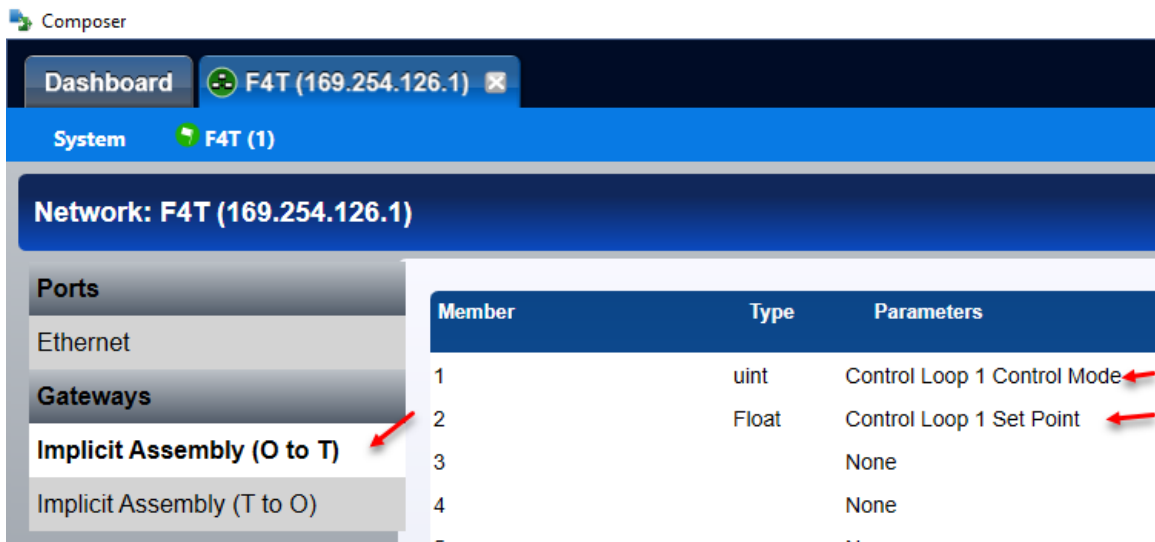 Composer
Dashboard F4T (169.254.126.1)
System F4T (1)
Network: F4T (169.254.126.1)
Ports
Ethernet
Gateways
Implicit Assembly (O to T)
Implicit Assembly (T to O)
Member Type Parameters
1 uint Control Loop 1 Control Mode
2 Float Control Loop 1 Set Point
3 None
4 None